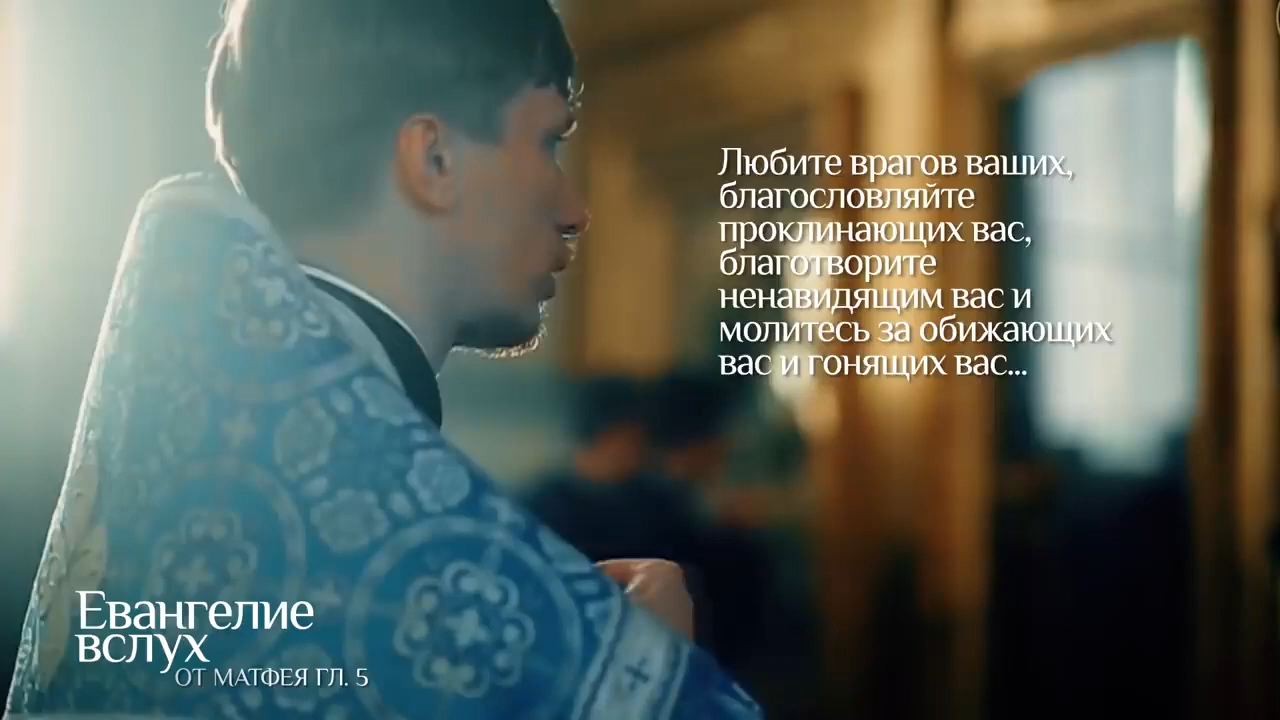 Любите врагов ваших,
благословляйте
проклинающих вас,
благотворите
ненавидящим вас и
молитесь за обижающих
вас и гонящих вас...
Евангелие
вслух
ОТ МАТФЕЯ ГЛ. 5